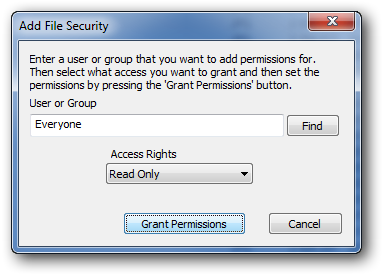 Add File Security
Enter a user or group that you want to add permissions for.
Then select what access you want to grant and then set the
permissions by pressing the 'Grant Permissions' button.
User or Group
Everyone
Find
Access Rights
Read Only
Grant Permissions
Cancel